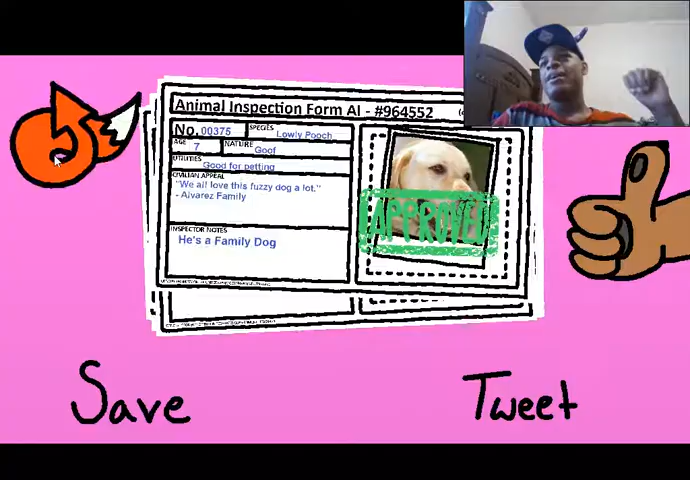 Animal Inspection Form AI - #964552
No. 00375 SPECIES Lowly Pooch
AGE 7 NATURE Goof
UTILITIES Good for petting
CIVILIAN APPEAL
"We all love this fuzzy dog a lot."
- Alvarez Family
INSPECTOR NOTES
He's a Family Dog
APPROVED
Save
Tweet